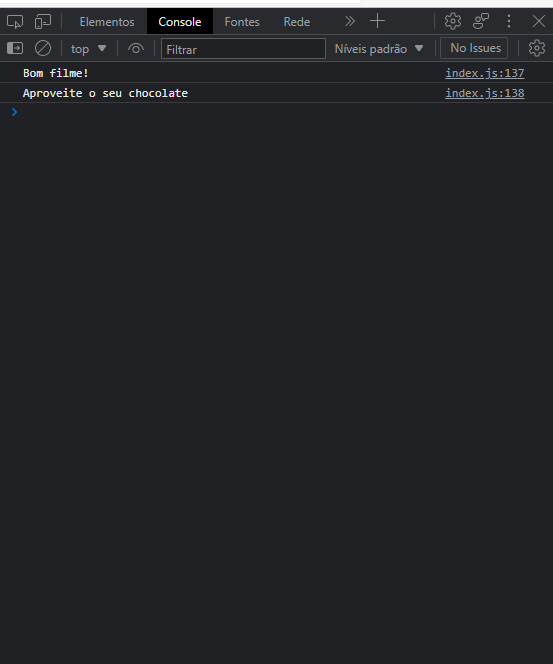 Elementos Console Fontes Rede
top Filtrar Níveis padrão No Issues
Bom filme! index.js:137
Aproveite o seu chocolate index.js:138